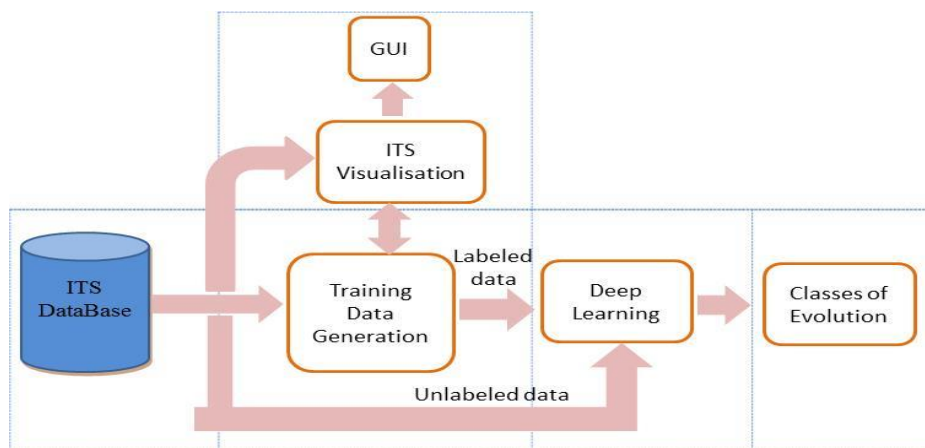 GUI
ITS
Visualisation
ITS
DataBase
Training
Data
Generation
Labeled
data
Deep
Learning
Classes of
Evolution
Unlabeled data